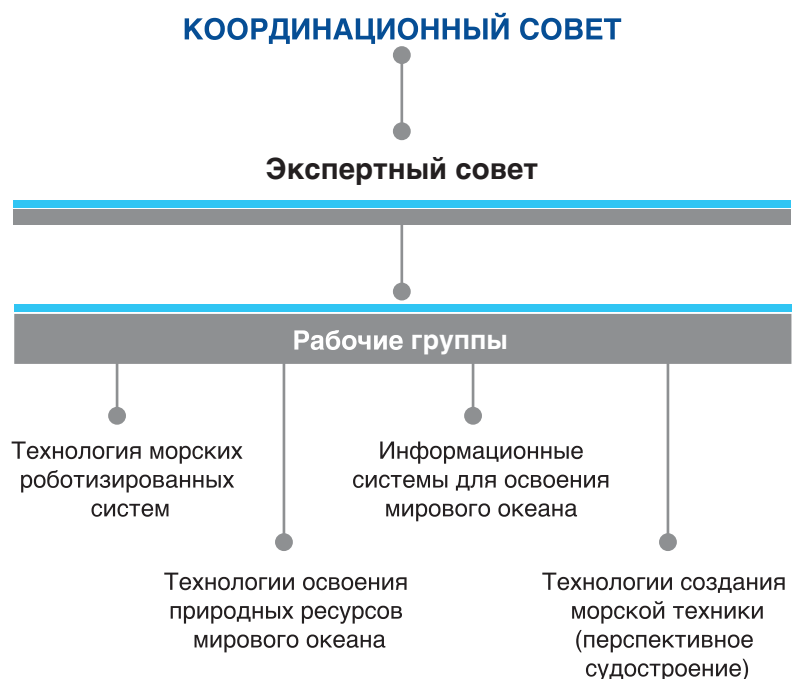 КООРДИНАЦИОННЫЙ СОВЕТ
Экспертный совет
Рабочие группы
Технология морских
роботизированных
систем
Технологии освоения
природных ресурсов
мирового океана
Информационные
системы для освоения
мирового океана
Технологии создания
морской техники
(перспективное
судостроение)